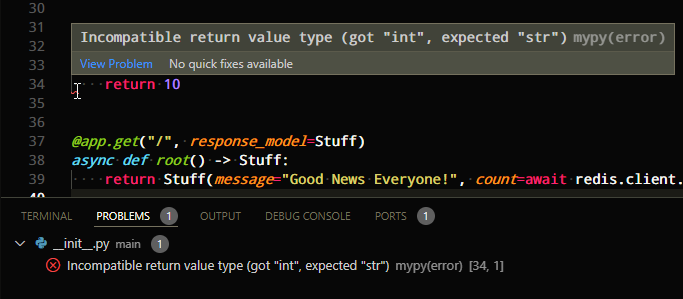 30
31
Incompatible return value type (got "int", expected "str") mypy(error)
32
View Problem No quick fixes available
33
34 return 10
35
36
37 @app.get("/", response_model=Stuff)
38 async def root() -> Stuff:
39 return Stuff(message="Good News Everyone!", count=await redis.client.
40
TERMINAL PROBLEMS 1 OUTPUT DEBUG CONSOLE PORTS 1
__init__.py main 1
Incompatible return value type (got "int", expected "str") mypy(error) [34, 1]